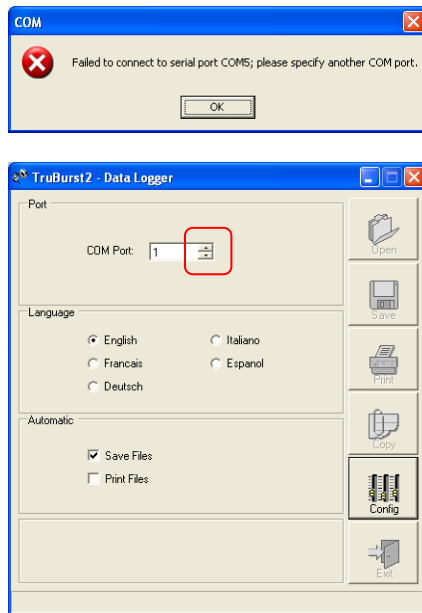 COM
Failed to connect to serial port COM5; please specify another COM port.
OK
TruBurst2 - Data Logger
Port
COM Port: 1
Open
Save
Print
Copy
Config
Exit
Language
English Italiano
Francais Espanol
Deutsch
Automatic
Save Files
Print Files